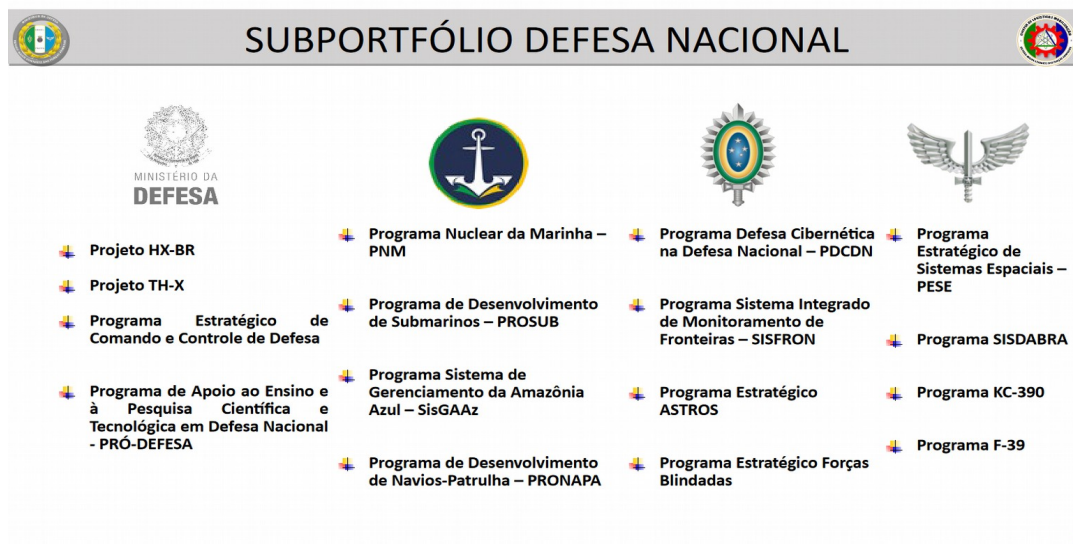 SUBPORTFÓLIO DEFESA NACIONAL
MINISTÉRIO DA
DEFESA
Projeto HX-BR
Projeto TH-X
Programa Estratégico de
Comando e Controle de Defesa
Programa de Apoio ao Ensino e
à Pesquisa Científica e
Tecnológica em Defesa Nacional
- PRÓ-DEFESA
Programa Nuclear da Marinha –
PNM
Programa de Desenvolvimento
de Submarinos – PROSUB
Programa Sistema de
Gerenciamento da Amazônia
Azul – SisGAAz
Programa de Desenvolvimento
de Navios-Patrulha – PRONAPA
Programa Defesa Cibernética
na Defesa Nacional – PDCDN
Programa Sistema Integrado
de Monitoramento de
Fronteiras – SISFRON
Programa Estratégico
ASTROS
Programa Estratégico Forças
Blindadas
Programa
Estratégico de
Sistemas Espaciais –
PESE
Programa SISDABRA
Programa KC-390
Programa F-39